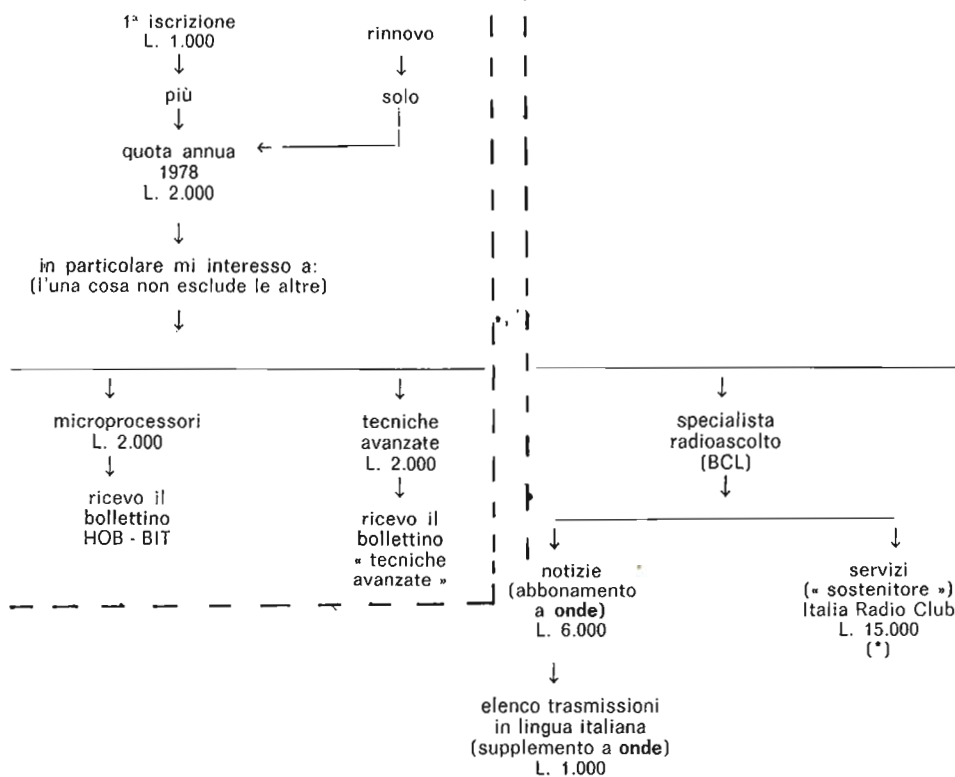 1ª iscrizione
L. 1.000
rinnovo
più
solo
quota annua
1978
L. 2.000
in particolare mi interesso a:
(l'una cosa non esclude le altre)
microprocessori
L. 2.000
ricevo il
bollettino
HOB - BIT
tecniche
avanzate
L. 2.000
ricevo il
bollettino
« tecniche
avanzate »
specialista
radioascolto
(BCL)
notizie
(abbonamento
a onde)
L. 6.000
elenco trasmissioni
in lingua italiana
(supplemento a onde)
L. 1.000
servizi
(« sostenitore »)
Italia Radio Club
L. 15.000
(*)